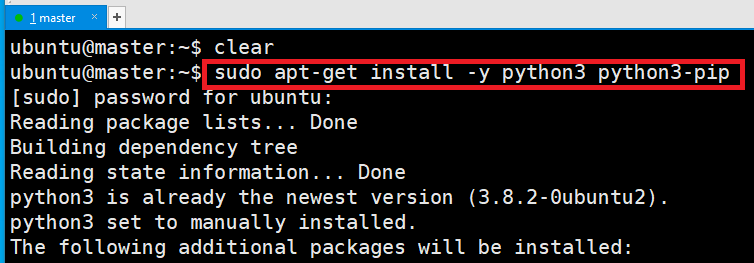 1 master × +
ubuntu@master:~$ clear
ubuntu@master:~$ sudo apt-get install -y python3 python3-pip
[sudo] password for ubuntu:
Reading package lists... Done
Building dependency tree
Reading state information... Done
python3 is already the newest version (3.8.2-0ubuntu2).
python3 set to manually installed.
The following additional packages will be installed: